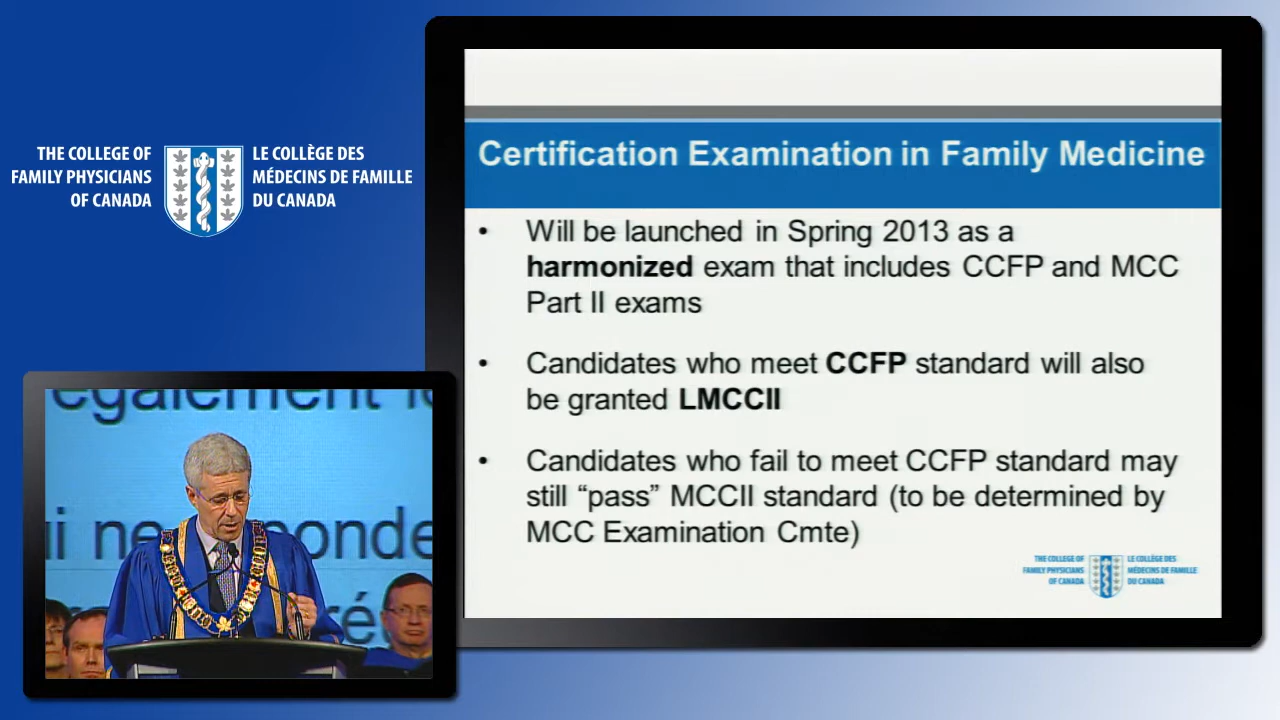 THE COLLEGE OF
FAMILY PHYSICIANS
OF CANADA
LE COLLÈGE DES
MÉDECINS DE FAMILLE
DU CANADA
Certification Examination in Family Medicine
• Will be launched in Spring 2013 as a
harmonized exam that includes CCFP and MCC
Part II exams
• Candidates who meet CCFP standard will also
be granted LMCCII
• Candidates who fail to meet CCFP standard may
still “pass” MCCII standard (to be determined by
MCC Examination Cmte)
THE COLLEGE OF
FAMILY PHYSICIANS
OF CANADA
LE COLLÈGE DES
MÉDECINS DE FAMILLE
DU CANADA
également